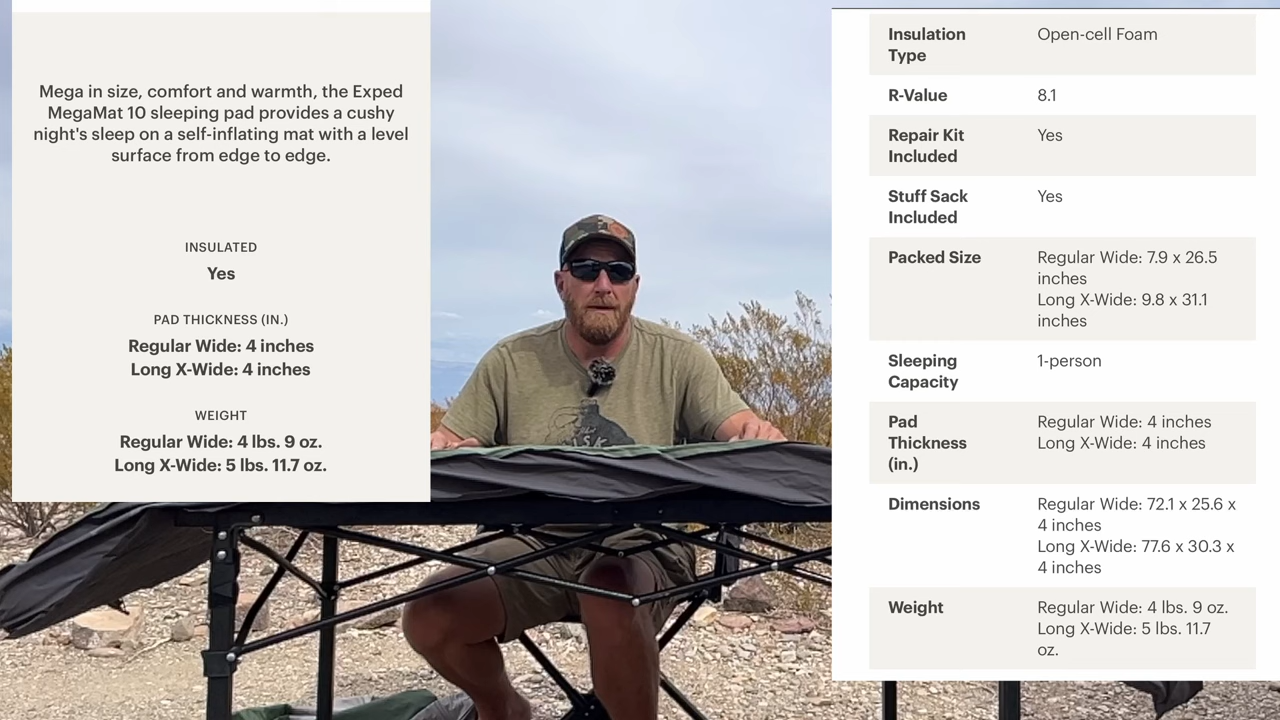 Mega in size, comfort and warmth, the Exped
MegaMat 10 sleeping pad provides a cushy
night's sleep on a self-inflating mat with a level
surface from edge to edge.
INSULATED
Yes
PAD THICKNESS (IN.)
Regular Wide: 4 inches
Long X-Wide: 4 inches
WEIGHT
Regular Wide: 4 lbs. 9 oz.
Long X-Wide: 5 lbs. 11.7 oz.
Insulation
Type
Open-cell Foam
R-Value
8.1
Repair Kit
Included
Yes
Stuff Sack
Included
Yes
Packed Size
Regular Wide: 7.9 x 26.5
inches
Long X-Wide: 9.8 x 31.1
inches
Sleeping
Capacity
1-person
Pad
Thickness
(in.)
Regular Wide: 4 inches
Long X-Wide: 4 inches
Dimensions
Regular Wide: 72.1 x 25.6 x
4 inches
Long X-Wide: 77.6 x 30.3 x
4 inches
Weight
Regular Wide: 4 lbs. 9 oz.
Long X-Wide: 5 lbs. 11.7
oz.